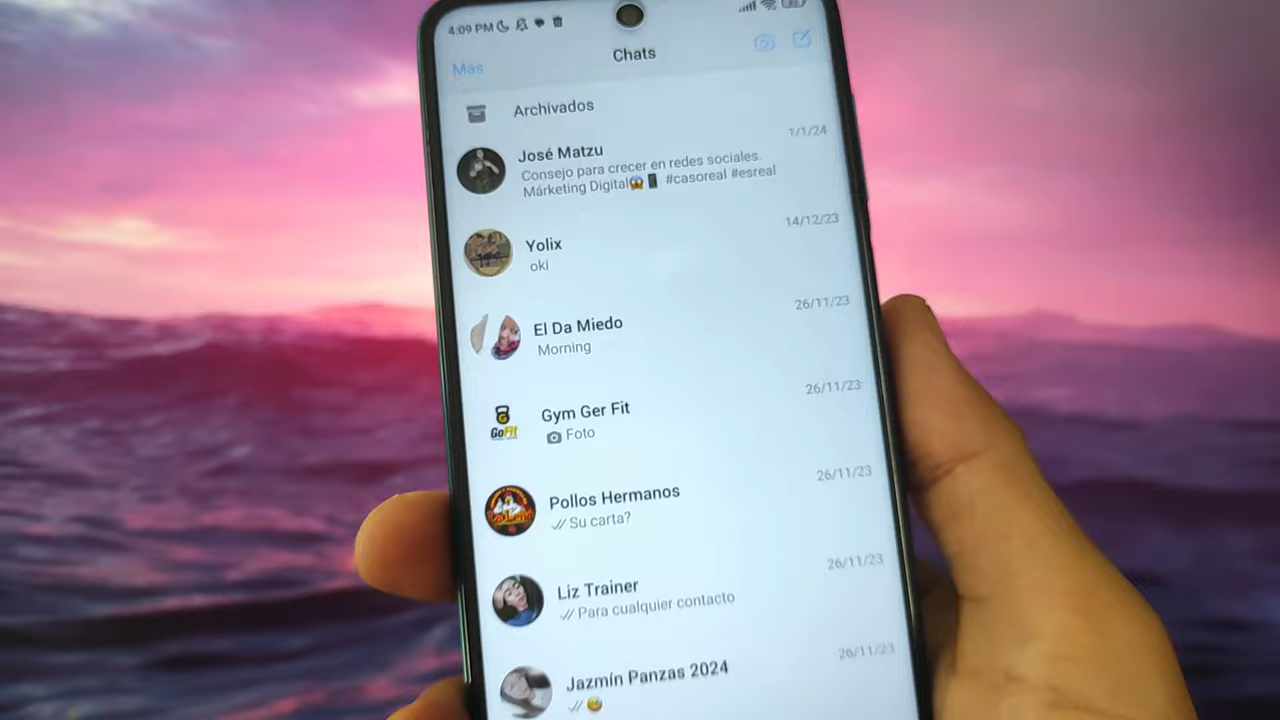 4:09 PM
Chats
Mas
Archivados
José Matzu
1/1/24
Consejo para crecer en redes sociales.
Márketing Digital😱📱 #casoreal #esreal
Yolix
14/12/23
oki
El Da Miedo
26/11/23
Morning
Gym Ger Fit
26/11/23
GoFit
Foto
Pollos Hermanos
26/11/23
La Leña
Su carta?
Liz Trainer
26/11/23
Para cualquier contacto
Jazmín Panzas 2024
26/11/23